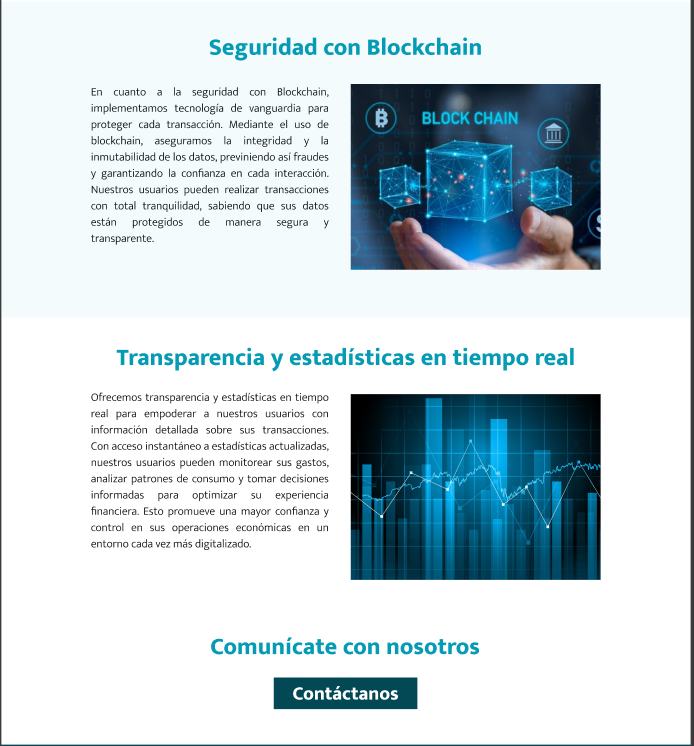 Seguridad con Blockchain
En cuanto a la seguridad con Blockchain,
implementamos tecnología de vanguardia para
proteger cada transacción. Mediante el uso de
blockchain, aseguramos la integridad y la
inmutabilidad de los datos, previniendo así fraudes
y garantizando la confianza en cada interacción.
Nuestros usuarios pueden realizar transacciones
con total tranquilidad, sabiendo que sus datos
están protegidos de manera segura y
transparente.
BLOCK CHAIN
Transparencia y estadísticas en tiempo real
Ofrecemos transparencia y estadísticas en tiempo
real para empoderar a nuestros usuarios con
información detallada sobre sus transacciones.
Con acceso instantáneo a estadísticas actualizadas,
nuestros usuarios pueden monitorear sus gastos,
analizar patrones de consumo y tomar decisiones
informadas para optimizar su experiencia
financiera. Esto promueve una mayor confianza y
control en sus operaciones económicas en un
entorno cada vez más digitalizado.
Comunícate con nosotros
Contáctanos